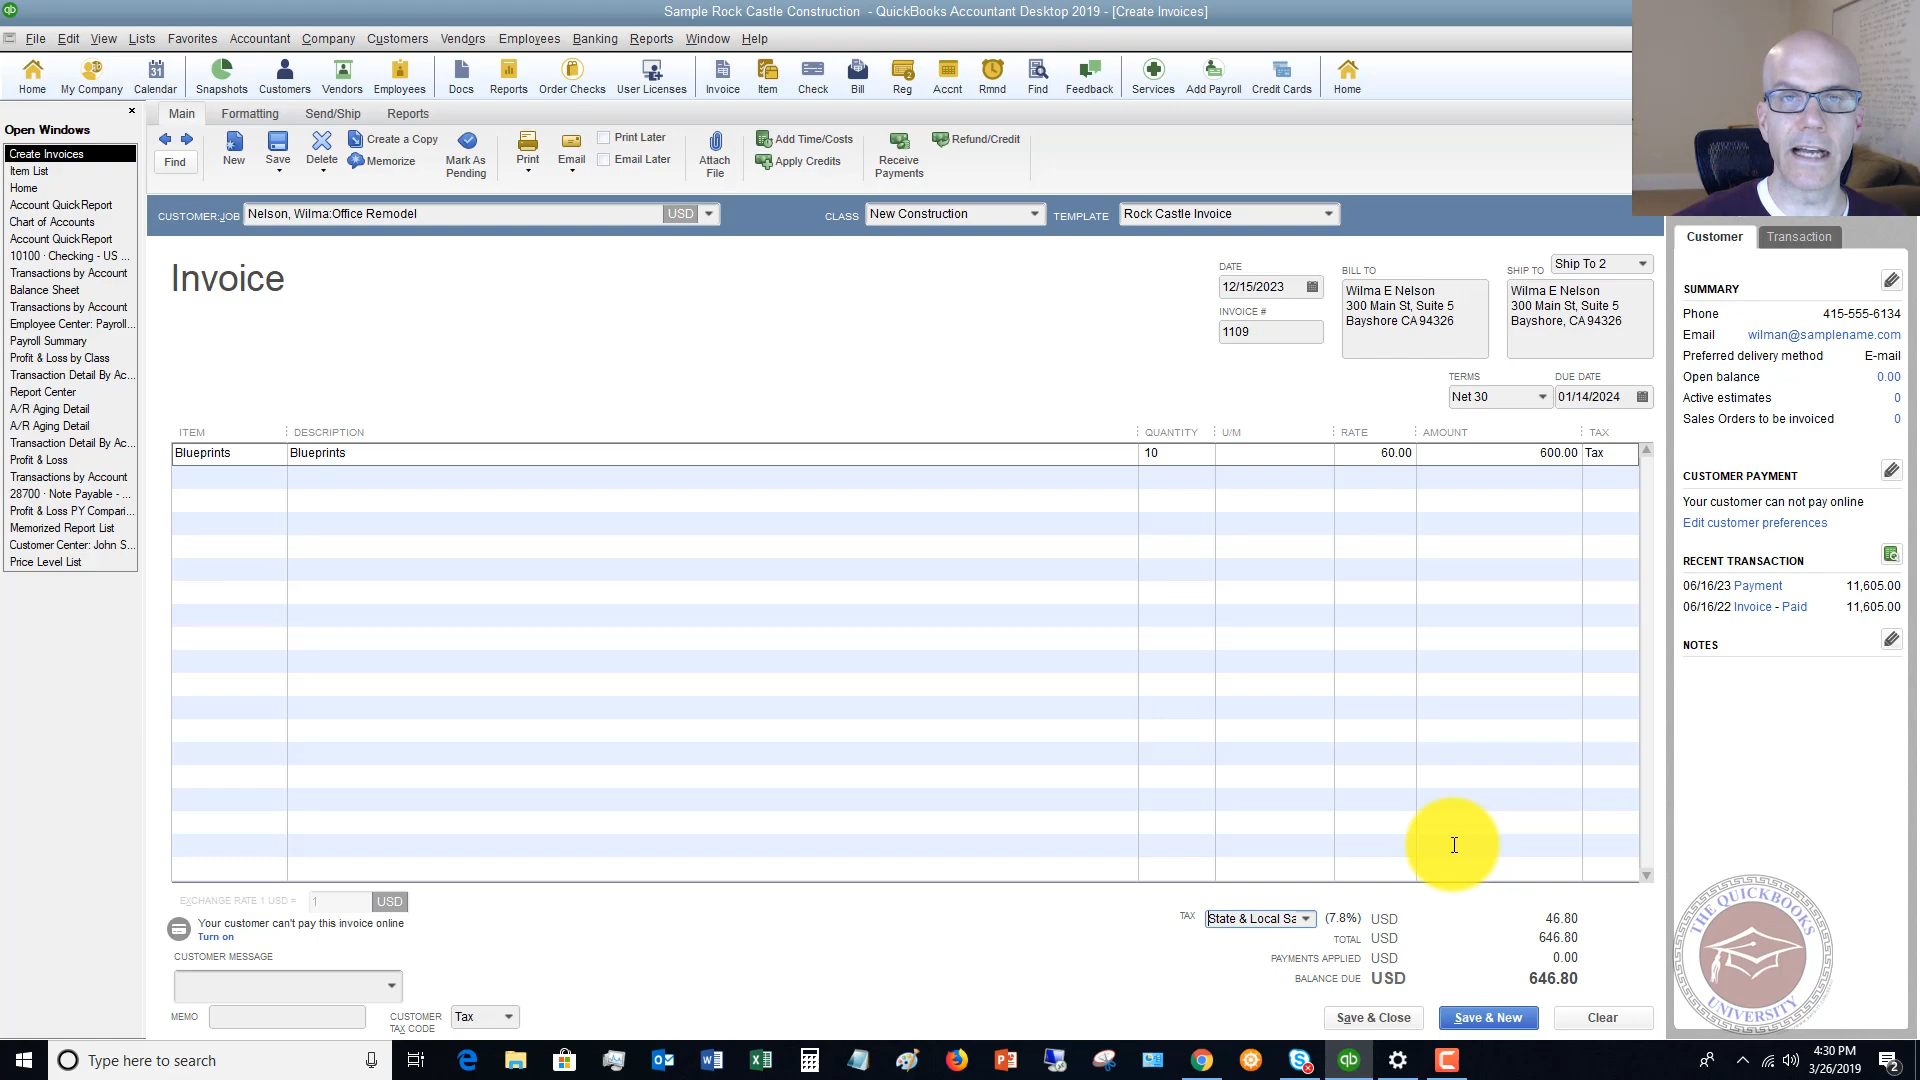 Sample Rock Castle Construction - QuickBooks Accountant Desktop 2019 - [Create Invoices]
File Edit View Lists Favorites Accountant Company Customers Vendors Employees Banking Reports Window Help
Home My Company Calendar Snapshots Customers Vendors Employees Docs Reports Order Checks User Licenses Invoice Item Check Bill Reg Accnt Rmnd Find Feedback Services Add Payroll Credit Cards Home
Open Windows
Create Invoices
Item List
Home
Account QuickReport
Chart of Accounts
Account QuickReport
10100 · Checking - US ...
Transactions by Account
Balance Sheet
Transactions by Account
Employee Center: Payroll...
Payroll Summary
Profit & Loss by Class
Transaction Detail By Ac...
Report Center
A/R Aging Detail
A/R Aging Detail
Transaction Detail By Ac...
Profit & Loss
Transactions by Account
28700 · Note Payable - ...
Profit & Loss PY Compari...
Memorized Report List
Customer Center: John S...
Price Level List
Main Formatting Send/Ship Reports
Find
New
Save
Delete
Create a Copy
Memorize
Mark As
Pending
Print
Email
Print Later
Email Later
Attach
File
Add Time/Costs
Apply Credits
Receive
Payments
Refund/Credit
CUSTOMER:JOB Nelson, Wilma:Office Remodel USD CLASS New Construction TEMPLATE Rock Castle Invoice
Invoice
DATE
12/15/2023
INVOICE #
1109
BILL TO
Wilma E Nelson
300 Main St, Suite 5
Bayshore CA 94326
SHIP TO Ship To 2
Wilma E Nelson
300 Main St, Suite 5
Bayshore, CA 94326
TERMS
Net 30
DUE DATE
01/14/2024
ITEM DESCRIPTION QUANTITY U/M RATE AMOUNT TAX
Blueprints Blueprints 10 60.00 600.00 Tax
EXCHANGE RATE 1 USD = 1 USD
Your customer can't pay this invoice online
Turn on
CUSTOMER MESSAGE
MEMO
CUSTOMER
TAX CODE
Tax
TAX State & Local Sa (7.8%) USD 46.80
TOTAL USD 646.80
PAYMENTS APPLIED USD 0.00
BALANCE DUE USD 646.80
Save & Close Save & New Clear
Customer Transaction
SUMMARY
Phone 415-555-6134
Email wilman@samplename.com
Preferred delivery method E-mail
Open balance 0.00
Active estimates 0
Sales Orders to be invoiced 0
CUSTOMER PAYMENT
Your customer can not pay online
Edit customer preferences
RECENT TRANSACTION
06/16/23 Payment 11,605.00
06/16/22 Invoice - Paid 11,605.00
NOTES
THE QUICKBOOKS
UNIVERSITY
Type here to search
4:30 PM
3/26/2019
2